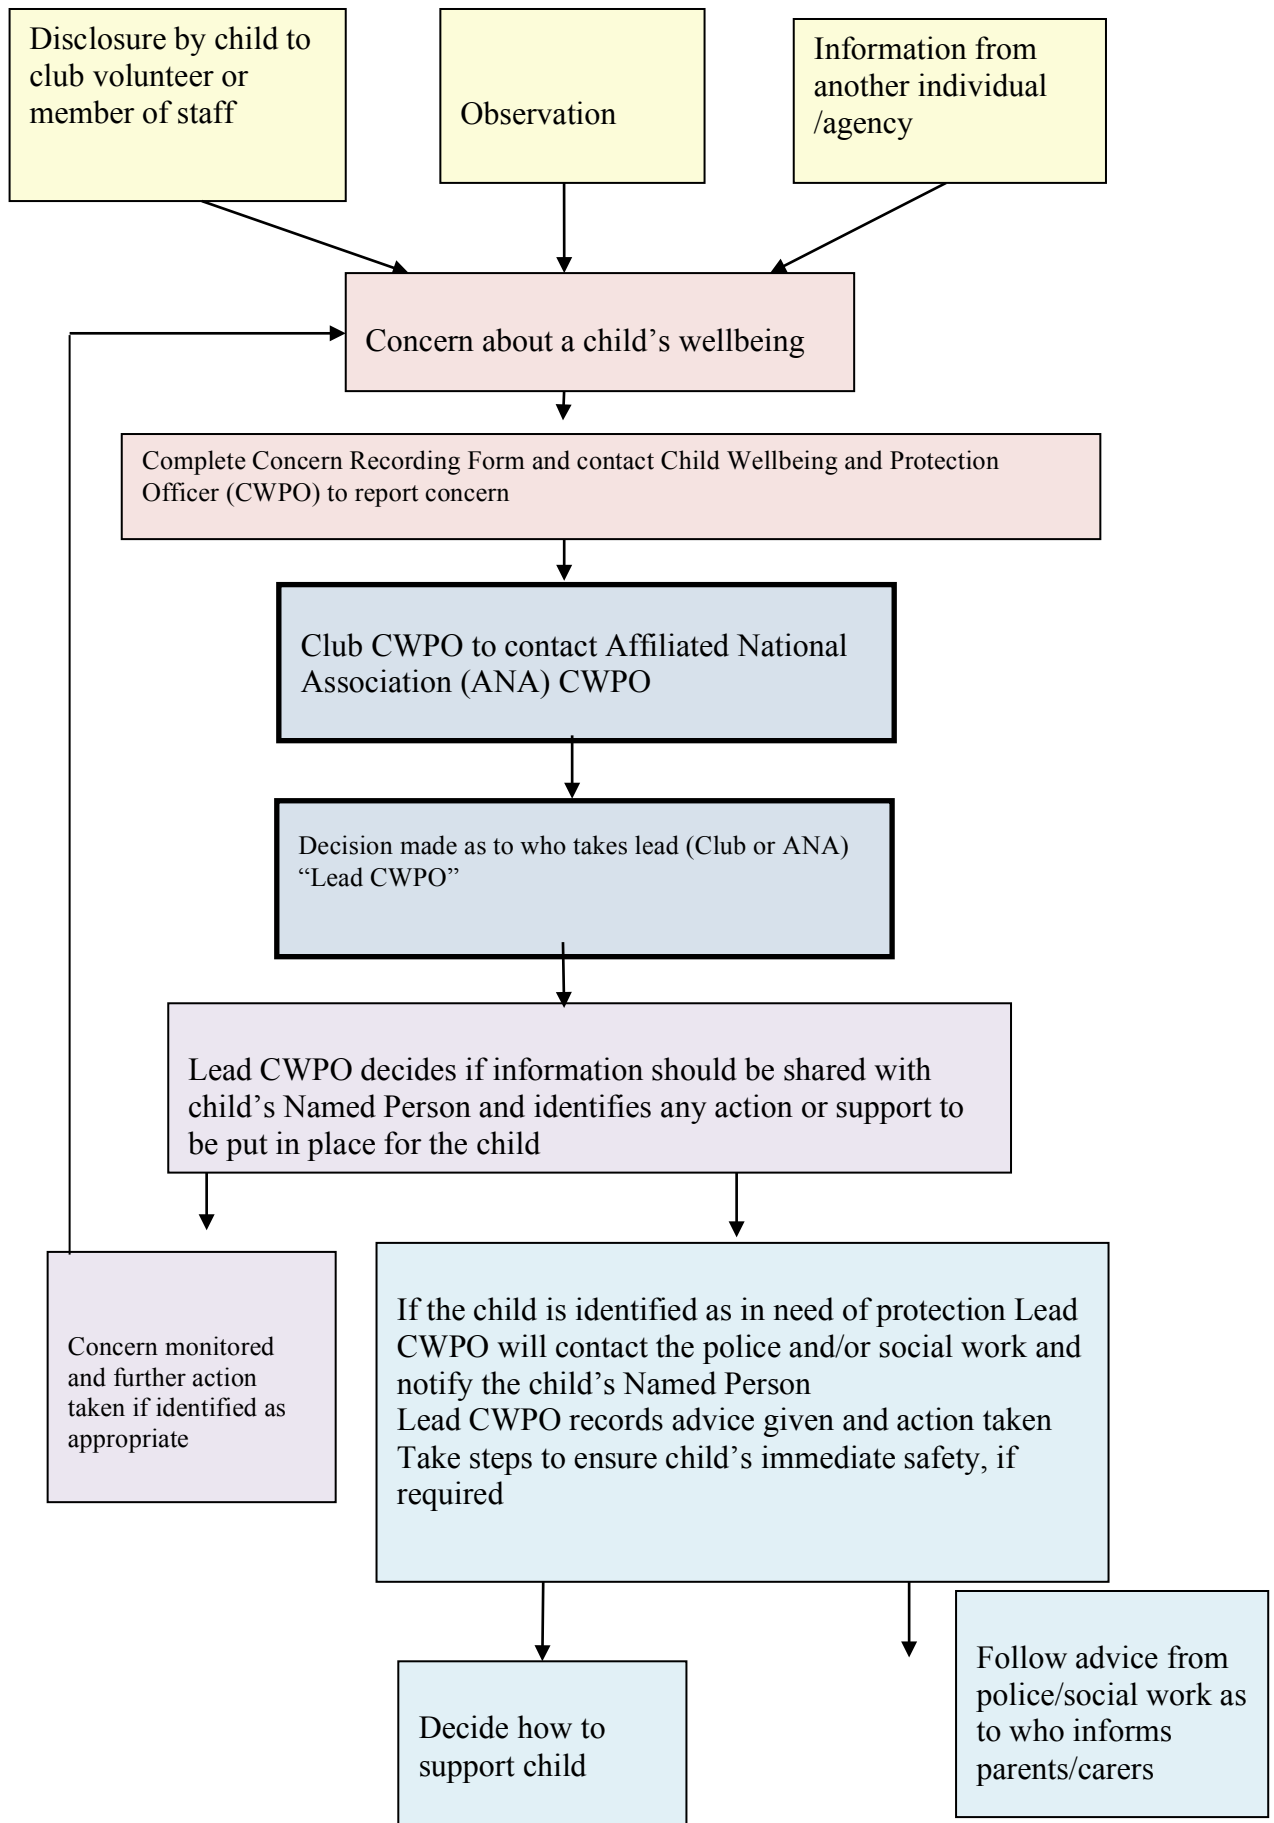 Disclosure by child to
club volunteer or
member of staff
Observation
Information from
another individual
/agency
Concern about a child’s wellbeing
Complete Concern Recording Form and contact Child Wellbeing and Protection
Officer (CWPO) to report concern
Club CWPO to contact Affiliated National
Association (ANA) CWPO
Decision made as to who takes lead (Club or ANA)
“Lead CWPO”
Lead CWPO decides if information should be shared with
child’s Named Person and identifies any action or support to
be put in place for the child
Concern monitored
and further action
taken if identified as
appropriate
If the child is identified as in need of protection Lead
CWPO will contact the police and/or social work and
notify the child’s Named Person
Lead CWPO records advice given and action taken
Take steps to ensure child’s immediate safety, if
required
Decide how to
support child
Follow advice from
police/social work as
to who informs
parents/carers